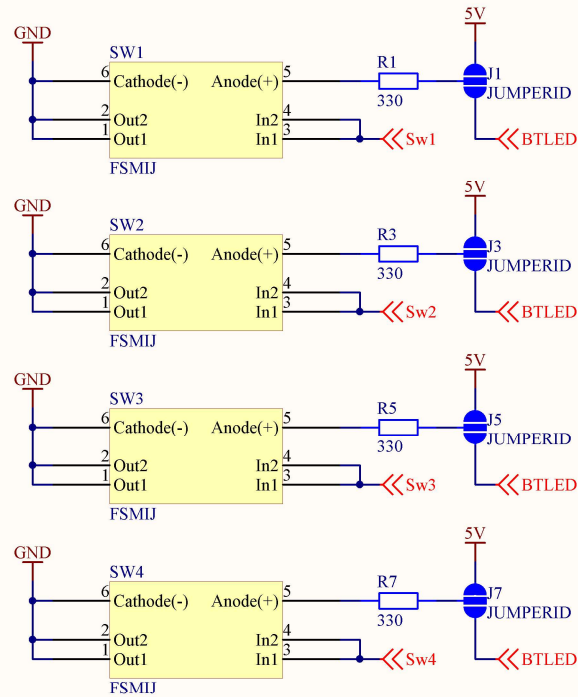 GND
5V
SW1
R1
J1
6 Cathode(-) Anode(+) 5
330
JUMPERID
2 Out2 In2 4
1 Out1 In1 3
Sw1
BTLED
FSMIJ
GND
5V
SW2
R3
J3
6 Cathode(-) Anode(+) 5
330
JUMPERID
2 Out2 In2 4
1 Out1 In1 3
Sw2
BTLED
FSMIJ
GND
5V
SW3
R5
J5
6 Cathode(-) Anode(+) 5
330
JUMPERID
2 Out2 In2 4
1 Out1 In1 3
Sw3
BTLED
FSMIJ
GND
5V
SW4
R7
J7
6 Cathode(-) Anode(+) 5
330
JUMPERID
2 Out2 In2 4
1 Out1 In1 3
Sw4
BTLED
FSMIJ